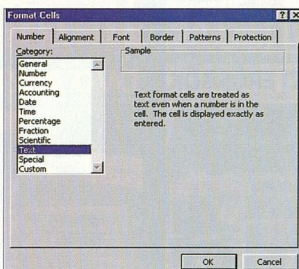 Format Cells
Number Alignment Font Border Patterns Protection
Category:
General
Number
Currency
Accounting
Date
Time
Percentage
Fraction
Scientific
Text
Special
Custom
Sample
Text format cells are treated as
text even when a number is in the
cell. The cell is displayed exactly as
entered.
OK Cancel